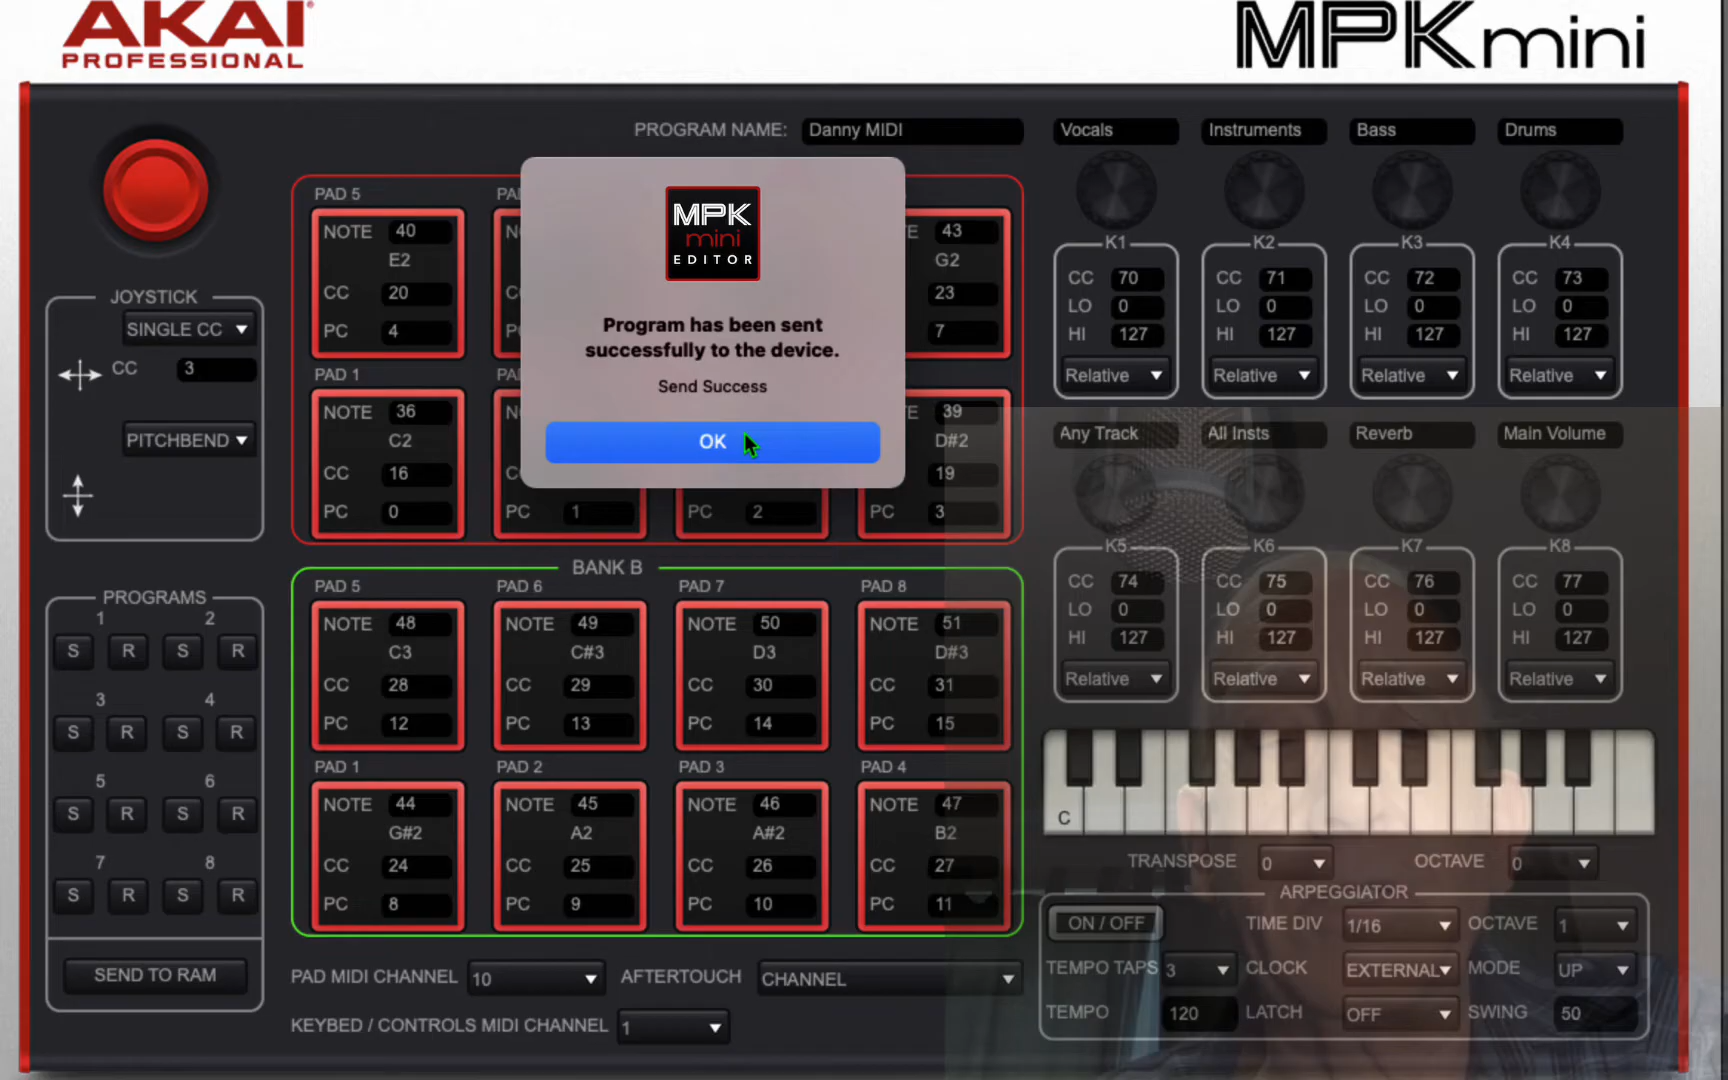 AKAI
PROFESSIONAL
MPKmini
PROGRAM NAME: Danny MIDI
Vocals Instruments Bass Drums
PAD 5
NOTE 40
E2
CC 20
PC 4
43
G2
23
7
MPK
mini
EDITOR
Program has been sent
successfully to the device.
Send Success
OK
K1 K2 K3 K4
CC 70 CC 71 CC 72 CC 73
LO 0 LO 0 LO 0 LO 0
HI 127 HI 127 HI 127 HI 127
Relative Relative Relative Relative
JOYSTICK
SINGLE CC
CC 3
PITCHBEND
PAD 1
NOTE 36
C2
CC 16
PC 0
PC 1
PC 2
39
D#2
19
PC 3
Any Track All Insts Reverb Main Volume
K5 K6 K7 K8
CC 74 CC 75 CC 76 CC 77
LO 0 LO 0 LO 0 LO 0
HI 127 HI 127 HI 127 HI 127
Relative Relative Relative Relative
BANK B
PAD 5 PAD 6 PAD 7 PAD 8
NOTE 48 NOTE 49 NOTE 50 NOTE 51
C3 C#3 D3 D#3
CC 28 CC 29 CC 30 CC 31
PC 12 PC 13 PC 14 PC 15
PAD 1 PAD 2 PAD 3 PAD 4
NOTE 44 NOTE 45 NOTE 46 NOTE 47
G#2 A2 A#2 B2
CC 24 CC 25 CC 26 CC 27
PC 8 PC 9 PC 10 PC 11
PROGRAMS
1 2
S R S R
3 4
S R S R
5 6
S R S R
7 8
S R S R
SEND TO RAM
PAD MIDI CHANNEL 10 AFTERTOUCH CHANNEL
KEYBED / CONTROLS MIDI CHANNEL 1
C
TRANSPOSE 0 OCTAVE 0
ARPEGGIATOR
ON / OFF TIME DIV 1/16 OCTAVE 1
TEMPO TAPS 3 CLOCK EXTERNAL MODE UP
TEMPO 120 LATCH OFF SWING 50